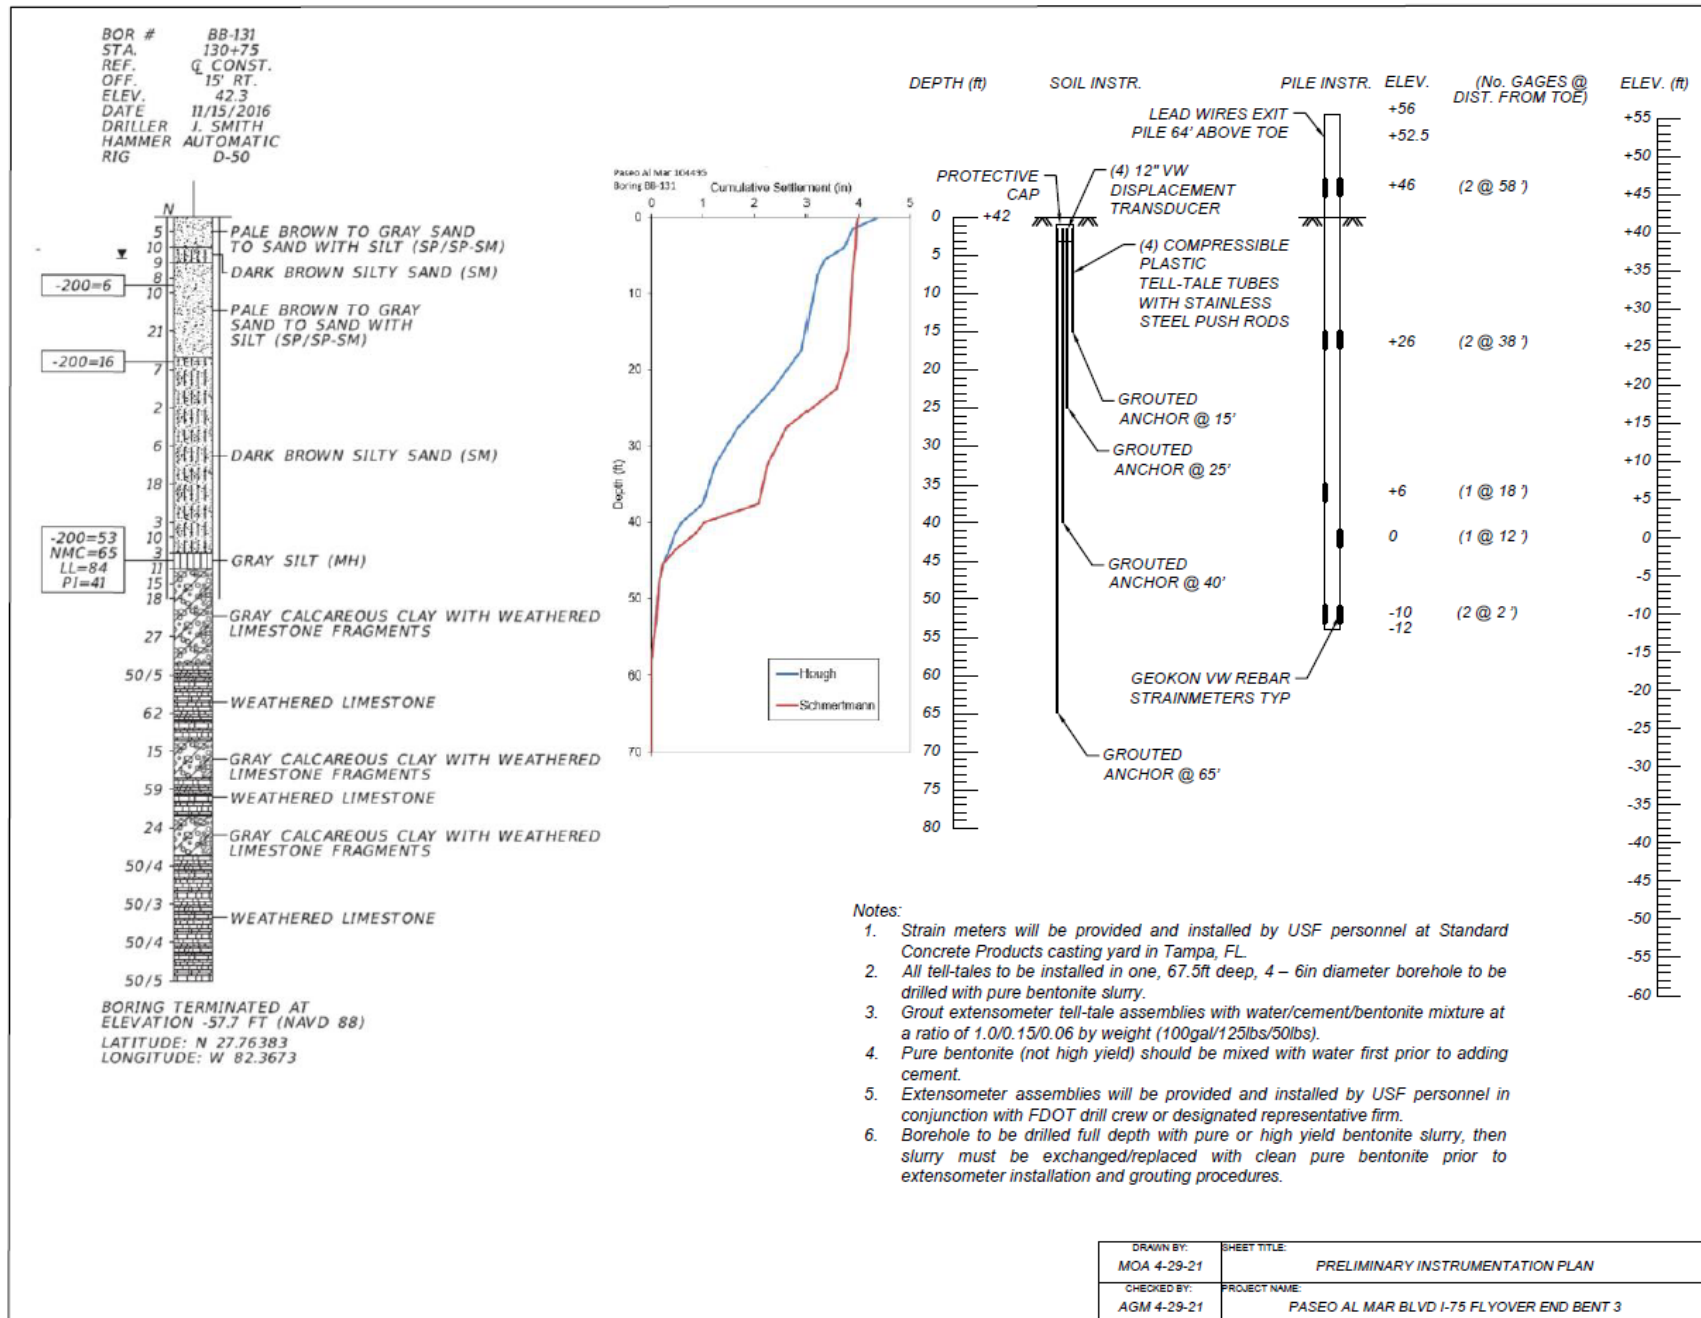 BOR # BB-131
STA. 130+75
REF. ℄ CONST.
OFF. 15' RT.
ELEV. 42.3
DATE 11/15/2016
DRILLER J. SMITH
HAMMER AUTOMATIC
RIG D-50
N
5
10
9
8
10
21
7
2
6
18
3
10
3
11
15
18
27
50/5
62
15
59
24
50/4
50/3
50/4
50/5
-200=6
-200=16
-200=53
NMC=65
LL=84
PI=41
PALE BROWN TO GRAY SAND
TO SAND WITH SILT (SP/SP-SM)
DARK BROWN SILTY SAND (SM)
PALE BROWN TO GRAY
SAND TO SAND WITH
SILT (SP/SP-SM)
DARK BROWN SILTY SAND (SM)
GRAY SILT (MH)
GRAY CALCAREOUS CLAY WITH WEATHERED
LIMESTONE FRAGMENTS
WEATHERED LIMESTONE
GRAY CALCAREOUS CLAY WITH WEATHERED
LIMESTONE FRAGMENTS
WEATHERED LIMESTONE
GRAY CALCAREOUS CLAY WITH WEATHERED
LIMESTONE FRAGMENTS
WEATHERED LIMESTONE
BORING TERMINATED AT
ELEVATION -57.7 FT (NAVD 88)
LATITUDE: N 27.76383
LONGITUDE: W 82.3673
Paseo Al Mar 104495
Boring BB-131
Cumulative Settlement (in)
0 1 2 3 4 5
0
10
20
30
40
50
60
70
Depth (ft)
Hough
Schmertmann
DEPTH (ft)
0
5
10
15
20
25
30
35
40
45
50
55
60
65
70
75
80
+42
SOIL INSTR.
PROTECTIVE
CAP
(4) 12" VW
DISPLACEMENT
TRANSDUCER
(4) COMPRESSIBLE
PLASTIC
TELL-TALE TUBES
WITH STAINLESS
STEEL PUSH RODS
GROUTED
ANCHOR @ 15'
GROUTED
ANCHOR @ 25'
GROUTED
ANCHOR @ 40'
GROUTED
ANCHOR @ 65'
PILE INSTR.
LEAD WIRES EXIT
PILE 64' ABOVE TOE
GEOKON VW REBAR
STRAINMETERS TYP
ELEV.
(No. GAGES @
DIST. FROM TOE)
+56
+52.5
+46 (2 @ 58 ')
+26 (2 @ 38 ')
+6 (1 @ 18 ')
0 (1 @ 12 ')
-10 (2 @ 2 ')
-12
ELEV. (ft)
+55
+50
+45
+40
+35
+30
+25
+20
+15
+10
+5
0
-5
-10
-15
-20
-25
-30
-35
-40
-45
-50
-55
-60
Notes:
1. Strain meters will be provided and installed by USF personnel at Standard
Concrete Products casting yard in Tampa, FL.
2. All tell-tales to be installed in one, 67.5ft deep, 4 – 6in diameter borehole to be
drilled with pure bentonite slurry.
3. Grout extensometer tell-tale assemblies with water/cement/bentonite mixture at
a ratio of 1.0/0.15/0.06 by weight (100gal/125lbs/50lbs).
4. Pure bentonite (not high yield) should be mixed with water first prior to adding
cement.
5. Extensometer assemblies will be provided and installed by USF personnel in
conjunction with FDOT drill crew or designated representative firm.
6. Borehole to be drilled full depth with pure or high yield bentonite slurry, then
slurry must be exchanged/replaced with clean pure bentonite prior to
extensometer installation and grouting procedures.
DRAWN BY:
MOA 4-29-21
SHEET TITLE:
PRELIMINARY INSTRUMENTATION PLAN
CHECKED BY:
AGM 4-29-21
PROJECT NAME:
PASEO AL MAR BLVD I-75 FLYOVER END BENT 3